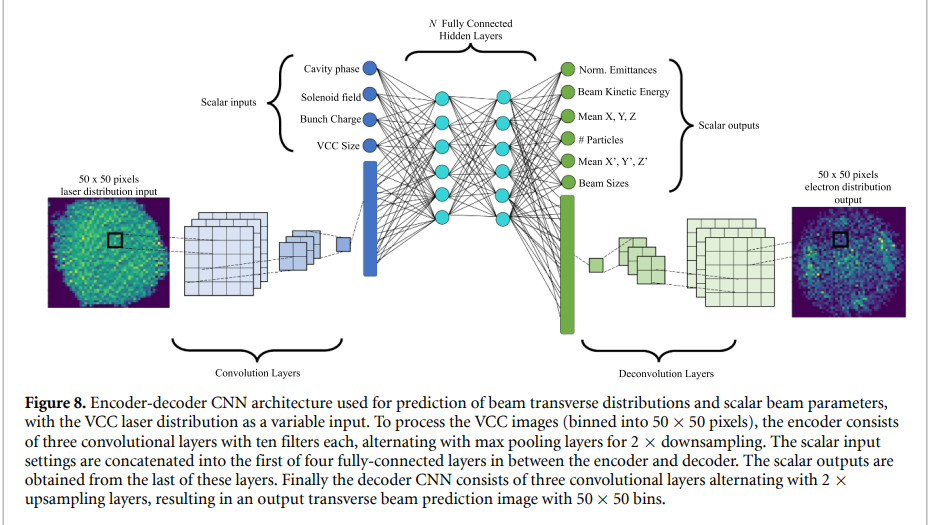 N Fully Connected
Hidden Layers
Scalar inputs
Cavity phase
Solenoid field
Bunch Charge
VCC Size
Norm. Emittances
Beam Kinetic Energy
Mean X, Y, Z
# Particles
Mean X’, Y’, Z’
Beam Sizes
Scalar outputs
50 x 50 pixels
laser distribution input
50 x 50 pixels
electron distribution
output
Convolution Layers
Deconvolution Layers
Figure 8. Encoder-decoder CNN architecture used for prediction of beam transverse distributions and scalar beam parameters,
with the VCC laser distribution as a variable input. To process the VCC images (binned into 50 × 50 pixels), the encoder consists
of three convolutional layers with ten filters each, alternating with max pooling layers for 2 × downsampling. The scalar input
settings are concatenated into the first of four fully-connected layers in between the encoder and decoder. The scalar outputs are
obtained from the last of these layers. Finally the decoder CNN consists of three convolutional layers alternating with 2 ×
upsampling layers, resulting in an output transverse beam prediction image with 50 × 50 bins.